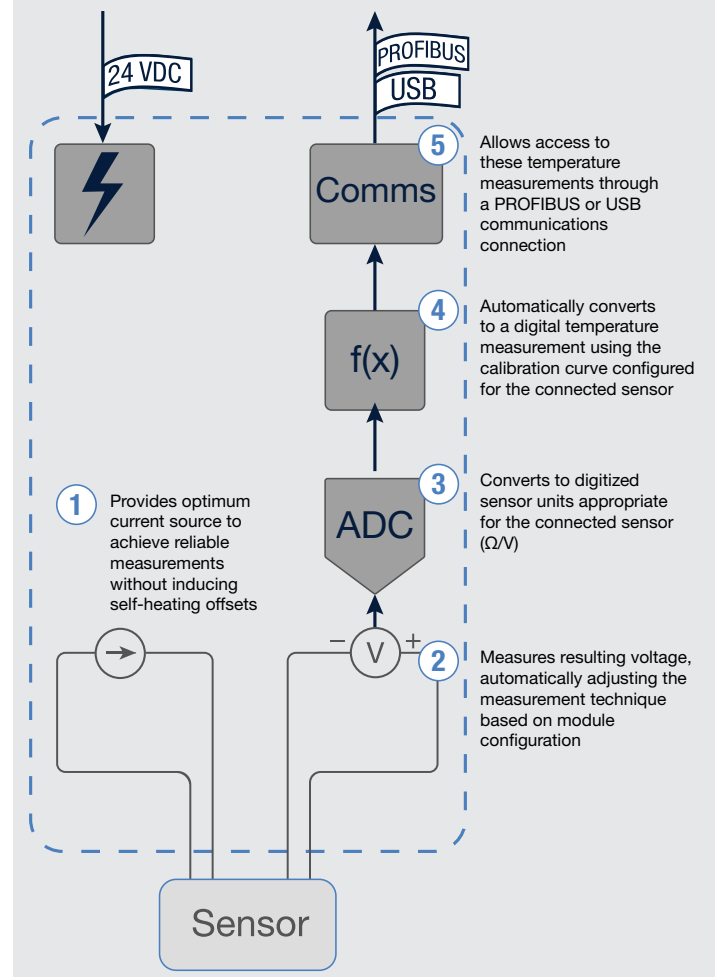 24 VDC
PROFIBUS
USB
Comms
5
Allows access to
these temperature
measurements through
a PROFIBUS or USB
communications
connection
f(x)
4
Automatically converts
to a digital temperature
measurement using the
calibration curve configured
for the connected sensor
ADC
3
Converts to digitized
sensor units appropriate
for the connected sensor
(Ω/V)
1
Provides optimum
current source to
achieve reliable
measurements
without inducing
self-heating offsets
− V +
2
Measures resulting voltage,
automatically adjusting the
measurement technique
based on module
configuration
Sensor